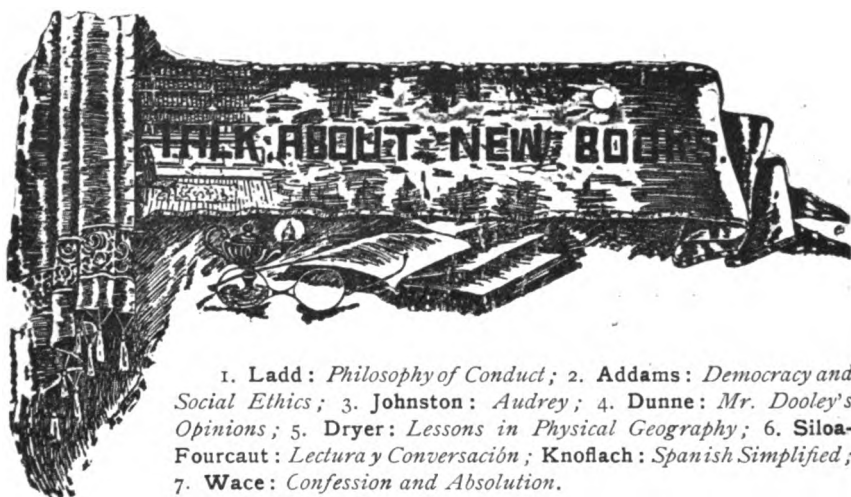 TALK ABOUT NEW BOOKS.
1. Ladd: Philosophy of Conduct; 2. Addams: Democracy and
Social Ethics; 3. Johnston: Audrey; 4. Dunne: Mr. Dooley's
Opinions; 5. Dryer: Lessons in Physical Geography; 6. Siloa-
Fourcaut: Lectura y Conversación; Knoflach: Spanish Simplified;
7. Wace: Confession and Absolution.